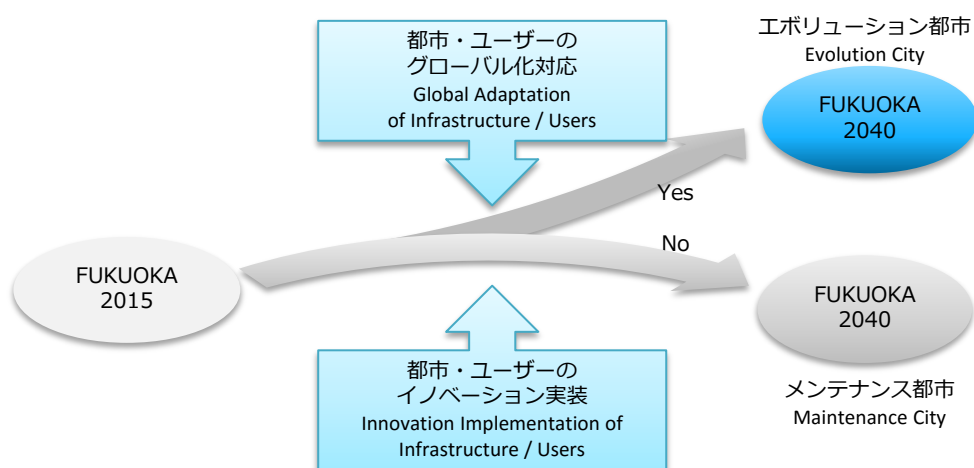 都市・ユーザーの
グローバル化対応
Global Adaptation
of Infrastructure / Users
エボリューション都市
Evolution City
FUKUOKA
2040
Yes
No
FUKUOKA
2015
FUKUOKA
2040
都市・ユーザーの
イノベーション実装
Innovation Implementation of
Infrastructure / Users
メンテナンス都市
Maintenance City